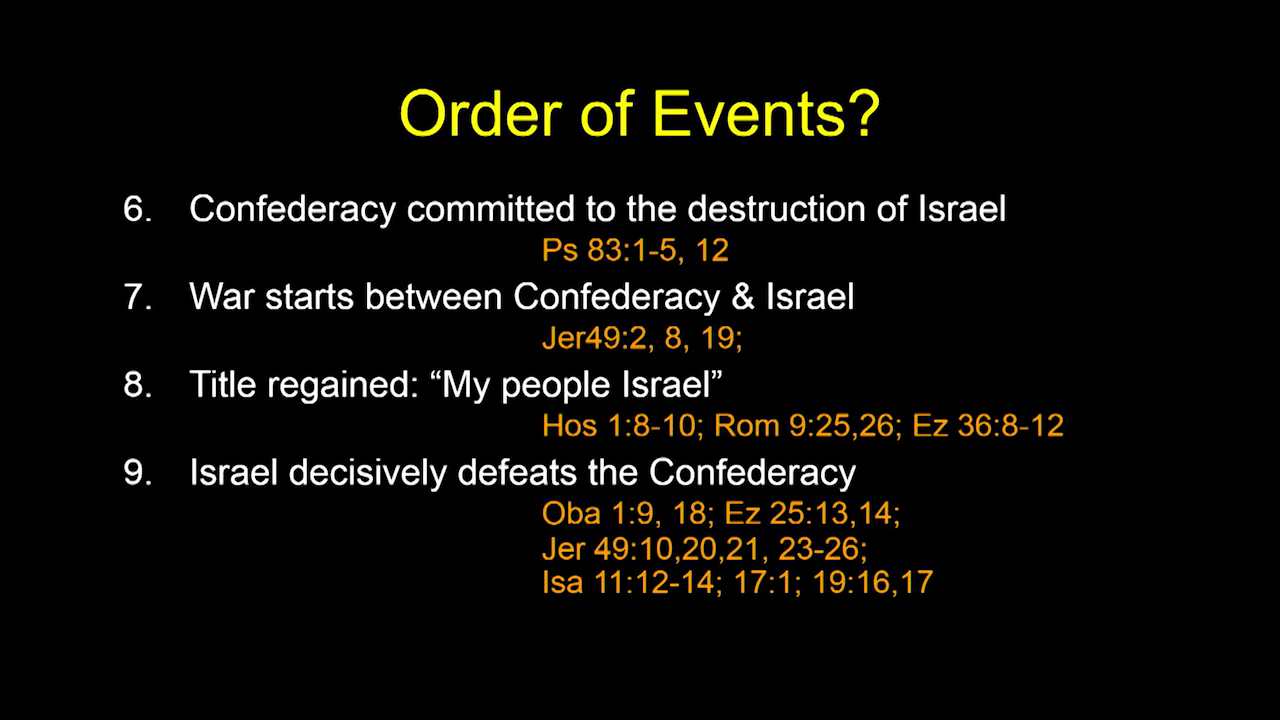 Order of Events?
6. Confederacy committed to the destruction of Israel
Ps 83:1-5, 12
7. War starts between Confederacy & Israel
Jer49:2, 8, 19;
8. Title regained: “My people Israel”
Hos 1:8-10; Rom 9:25,26; Ez 36:8-12
9. Israel decisively defeats the Confederacy
Oba 1:9, 18; Ez 25:13,14;
Jer 49:10,20,21, 23-26;
Isa 11:12-14; 17:1; 19:16,17